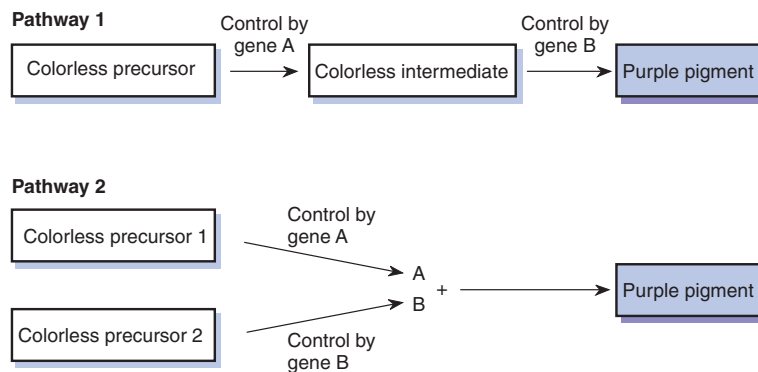 Pathway 1
Control by
gene A
Control by
gene B
Colorless precursor
Colorless intermediate
Purple pigment
Pathway 2
Colorless precursor 1
Control by
gene A
A
+
B
Purple pigment
Colorless precursor 2
Control by
gene B